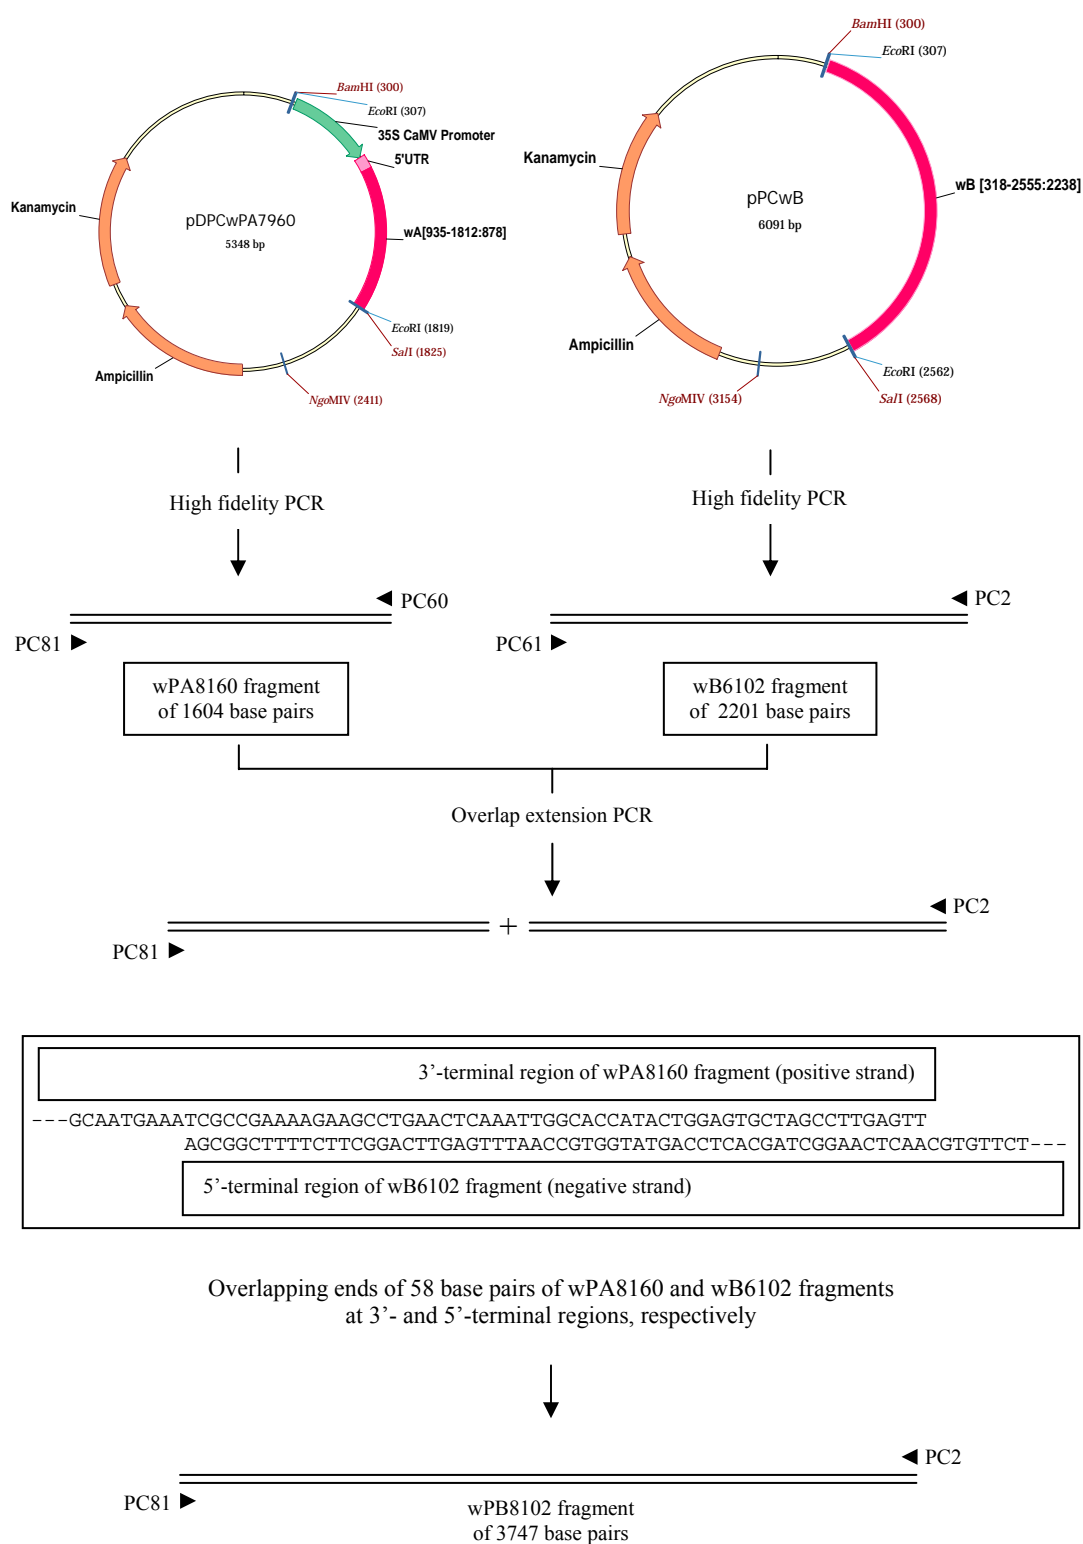 BamHI (300)
EcoRI (307)
35S CaMV Promoter
5'UTR
Kanamycin
pDPCwPA7960
5348 bp
wA[935-1812:878]
EcoRI (1819)
SalI (1825)
Ampicillin
NgoMIV (2411)
BamHI (300)
EcoRI (307)
Kanamycin
pPCwB
6091 bp
wB [318-2555:2238]
Ampicillin
EcoRI (2562)
NgoMIV (3154)
SalI (2568)
High fidelity PCR
High fidelity PCR
PC60
PC81
PC2
PC61
wPA8160 fragment
of 1604 base pairs
wB6102 fragment
of 2201 base pairs
Overlap extension PCR
PC2
+
PC81
3’-terminal region of wPA8160 fragment (positive strand)
---GCAATGAAATCGCCGAAAAGAAGCCTGAACTCAAATTGGCACCATACTGGAGTGCTAGCCTTGAGTT
AGCGGCTTTTCTTCGGACTTGAGTTTAACCGTGGTATGACCTCACGATCGGAACTCAACGTGTTCT---
5’-terminal region of wB6102 fragment (negative strand)
Overlapping ends of 58 base pairs of wPA8160 and wB6102 fragments
at 3’- and 5’-terminal regions, respectively
PC2
PC81
wPB8102 fragment
of 3747 base pairs